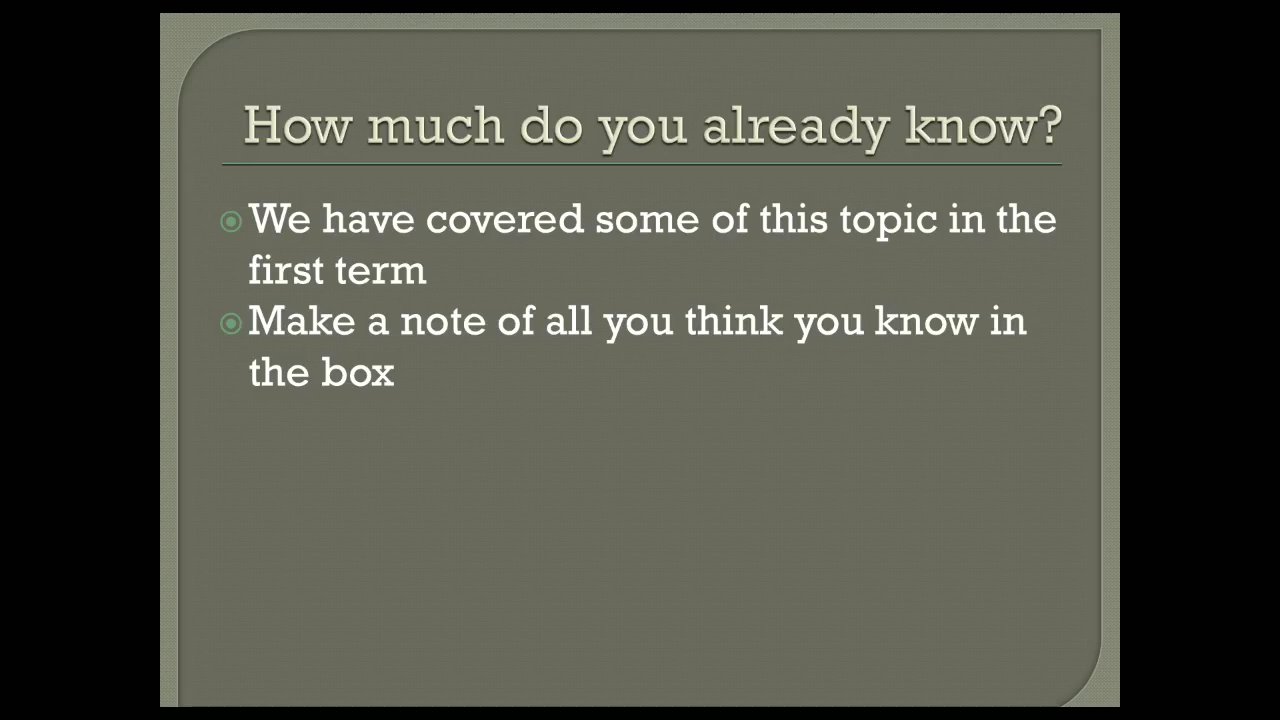 How much do you already know?
We have covered some of this topic in the
first term
Make a note of all you think you know in
the box